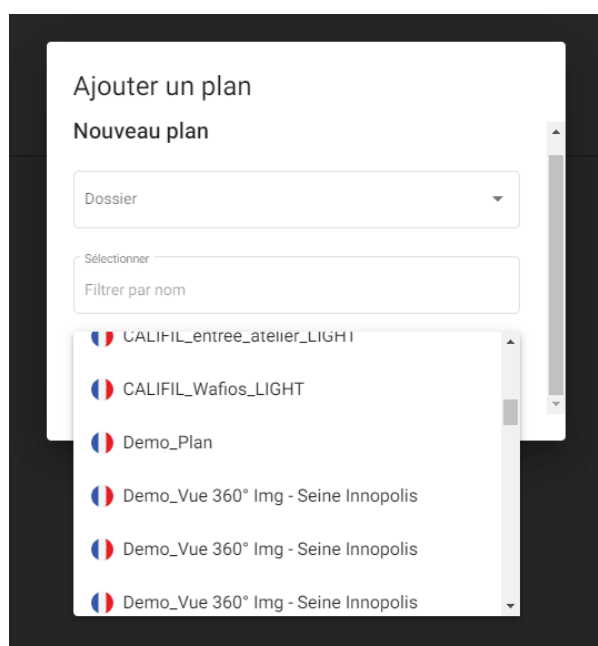 Ajouter un plan
Nouveau plan
Dossier
Sélectionner
Filtrer par nom
CALIFIL_entree_atelier_LIGHT
CALIFIL_Wafios_LIGHT
Demo_Plan
Demo_Vue 360° Img - Seine Innopolis
Demo_Vue 360° Img - Seine Innopolis
Demo_Vue 360° Img - Seine Innopolis